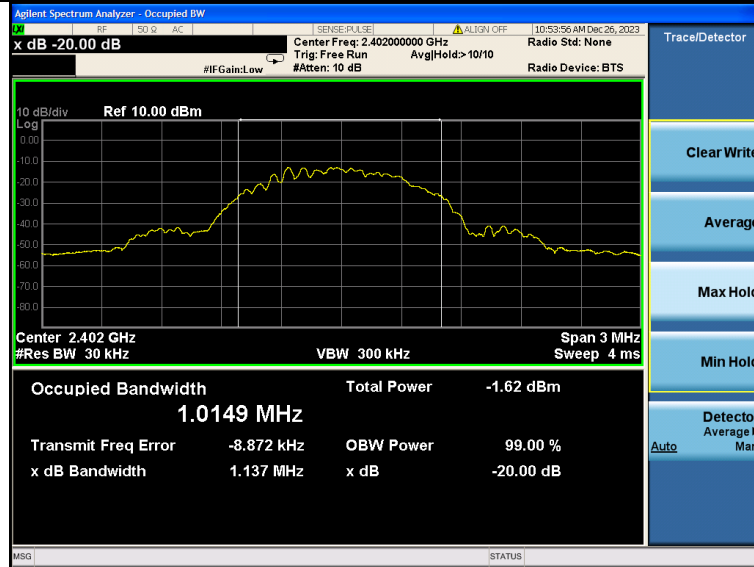 Agilent Spectrum Analyzer - Occupied BW
LXI RF 50 Ω AC SENSE:PULSE ALIGN OFF 10:53:56 AM Dec 26, 2023
x dB -20.00 dB
Center Freq: 2.402000000 GHz Radio Std: None
Trig: Free Run Avg|Hold:>10/10
#IFGain:Low #Atten: 10 dB Radio Device: BTS
Trace/Detector
10 dB/div Ref 10.00 dBm
Log
0.00
-10.0
-20.0
-30.0
-40.0
-50.0
-60.0
-70.0
-80.0
Center 2.402 GHz Span 3 MHz
#Res BW 30 kHz VBW 300 kHz Sweep 4 ms
Occupied Bandwidth Total Power -1.62 dBm
1.0149 MHz
Transmit Freq Error -8.872 kHz OBW Power 99.00 %
x dB Bandwidth 1.137 MHz x dB -20.00 dB
Clear Write
Average
Max Hold
Min Hold
Detecto
Average
Auto Man
MSG STATUS